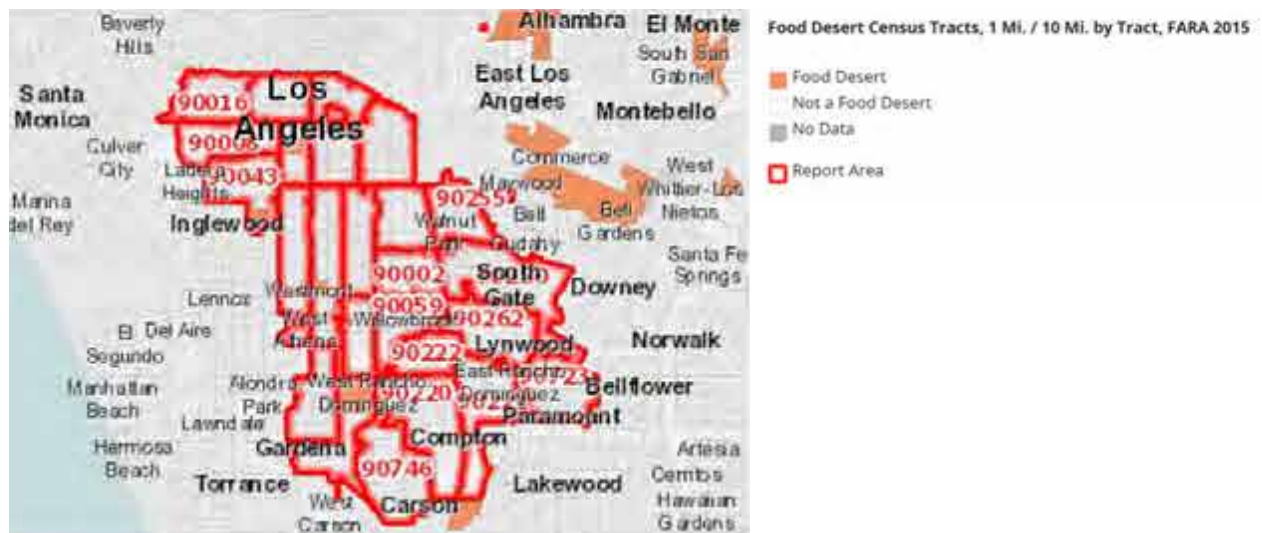 Food Desert Census Tracts, 1 Mi. / 10 Mi. by Tract, FARA 2015
Food Desert
Not a Food Desert
No Data
Report Area
Beverly
Hills
Alhambra
El Monte
South San
Gabriel
Santa
Monica
Los
Angeles
East Los
Angeles
Montebello
90016
90008
90043
Culver
City
Ladera
Heights
Commerce
Maywood
West
Whittier-Los
Nietos
Marina
del Rey
Inglewood
90255
Walnut
Park
Bell
Bell
Gardens
Cudahy
Santa Fe
Springs
90002
South
Gate
Downey
Lennox
Westmont
90059
Willowbrook
90262
West
Athens
Del Aire
El
Segundo
90222
Lynwood
Norwalk
Manhattan
Beach
Alondra
Park
West Rancho
Dominguez
90220
East Rancho
Dominguez
Bellflower
Paramount
Lawndale
Hermosa
Beach
Gardena
Compton
Artesia
90746
Cerritos
Torrance
West
Carson
Carson
Lakewood
Hawaiian
Gardens